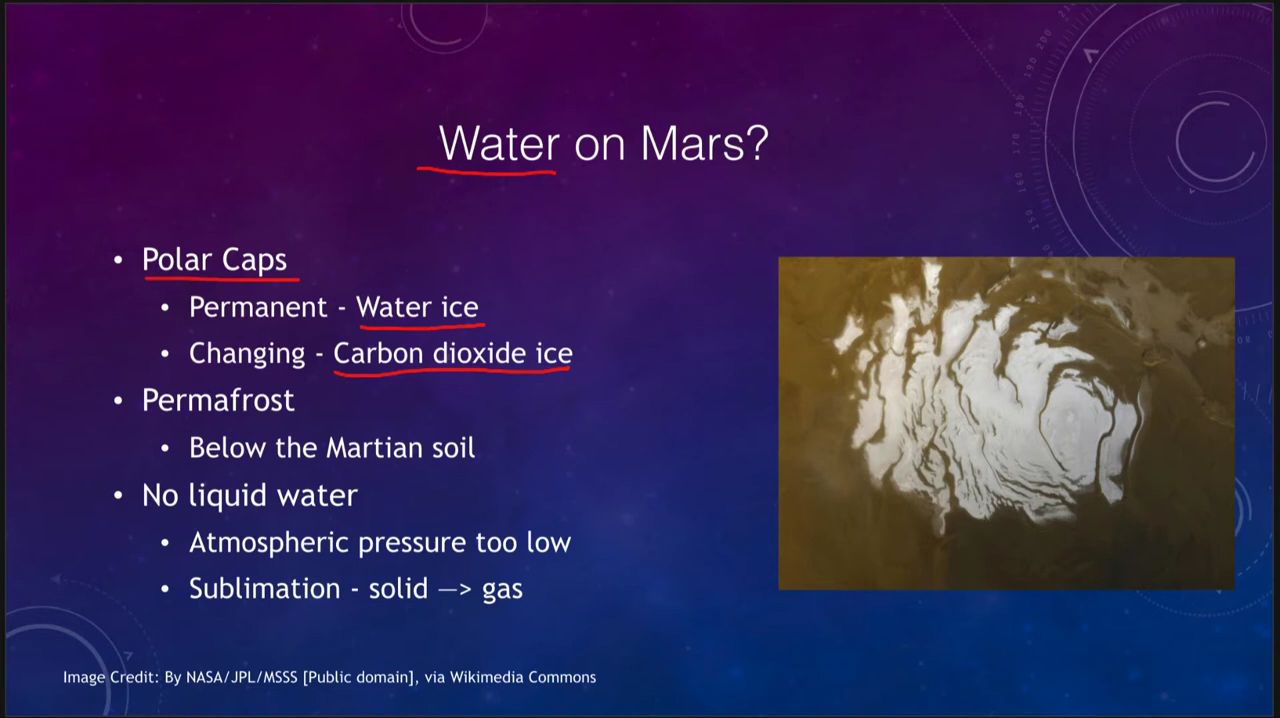 Water on Mars?
• Polar Caps
• Permanent - Water ice
• Changing - Carbon dioxide ice
• Permafrost
• Below the Martian soil
• No liquid water
• Atmospheric pressure too low
• Sublimation - solid —> gas
Image Credit: By NASA/JPL/MSSS [Public domain], via Wikimedia Commons